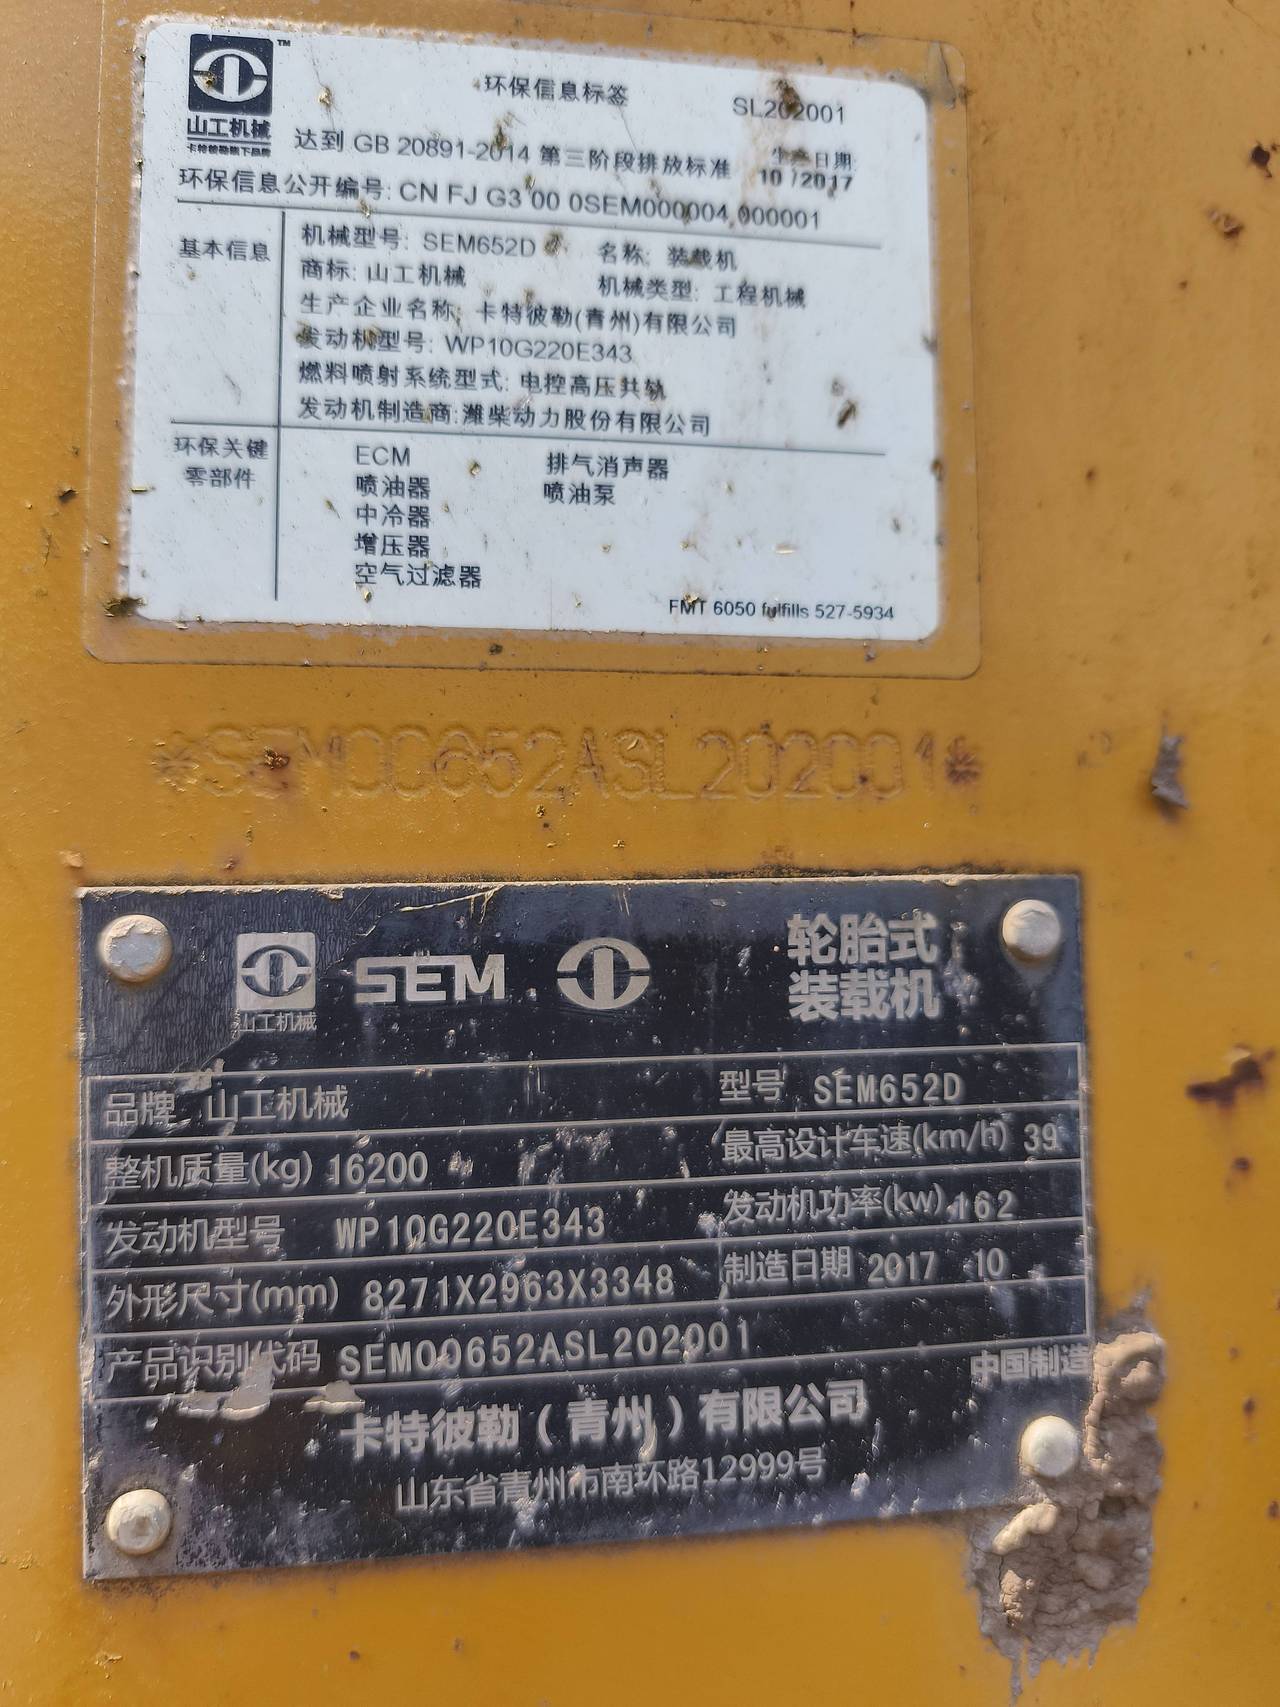 环保信息标签 SL202001
山工机械 TM
卡特彼勒旗下品牌
达到 GB 20891-2014 第三阶段排放标准 生产日期:
10 /2017
环保信息公开编号: CN FJ G3 00 0SEM000004 000001
基本信息
机械型号: SEM652D 名称: 装载机
商标: 山工机械 机械类型: 工程机械
生产企业名称: 卡特彼勒(青州)有限公司
发动机型号: WP10G220E343
燃料喷射系统型式: 电控高压共轨
发动机制造商:潍柴动力股份有限公司
环保关键
零部件
ECM 排气消声器
喷油器 喷油泵
中冷器
增压器
空气过滤器
FMT 6050 fulfills 527-5934
*SEM00652ASL202001*
山工机械 SEM 轮胎式
装载机
品牌 山工机械 型号 SEM652D
整机质量(kg) 16200 最高设计车速(km/h) 39
发动机型号 WP10G220E343 发动机功率(kw) 162
外形尺寸(mm) 8271X2963X3348 制造日期 2017 10
产品识别代码 SEM00652ASL202001
中国制造
卡特彼勒(青州)有限公司
山东省青州市南环路12999号